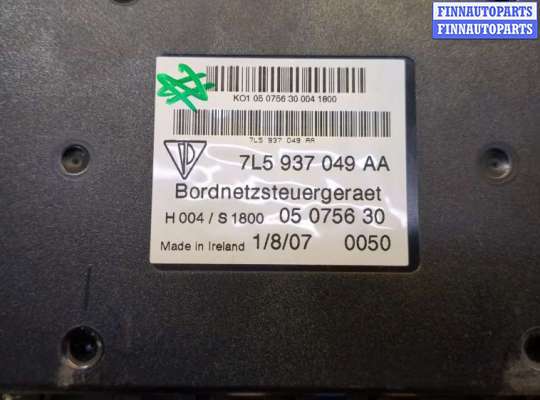 FINNAUTOPARTS
FINNAUTOPARTS
FINNAUTOPARTS
KO1 05 0756 30 004 1800
7L5 937 049 AA
7L5 937 049 AA
Bordnetzsteuergeraet
H 004 / S 1800 05 0756 30
Made in Ireland 1/8/07 0050